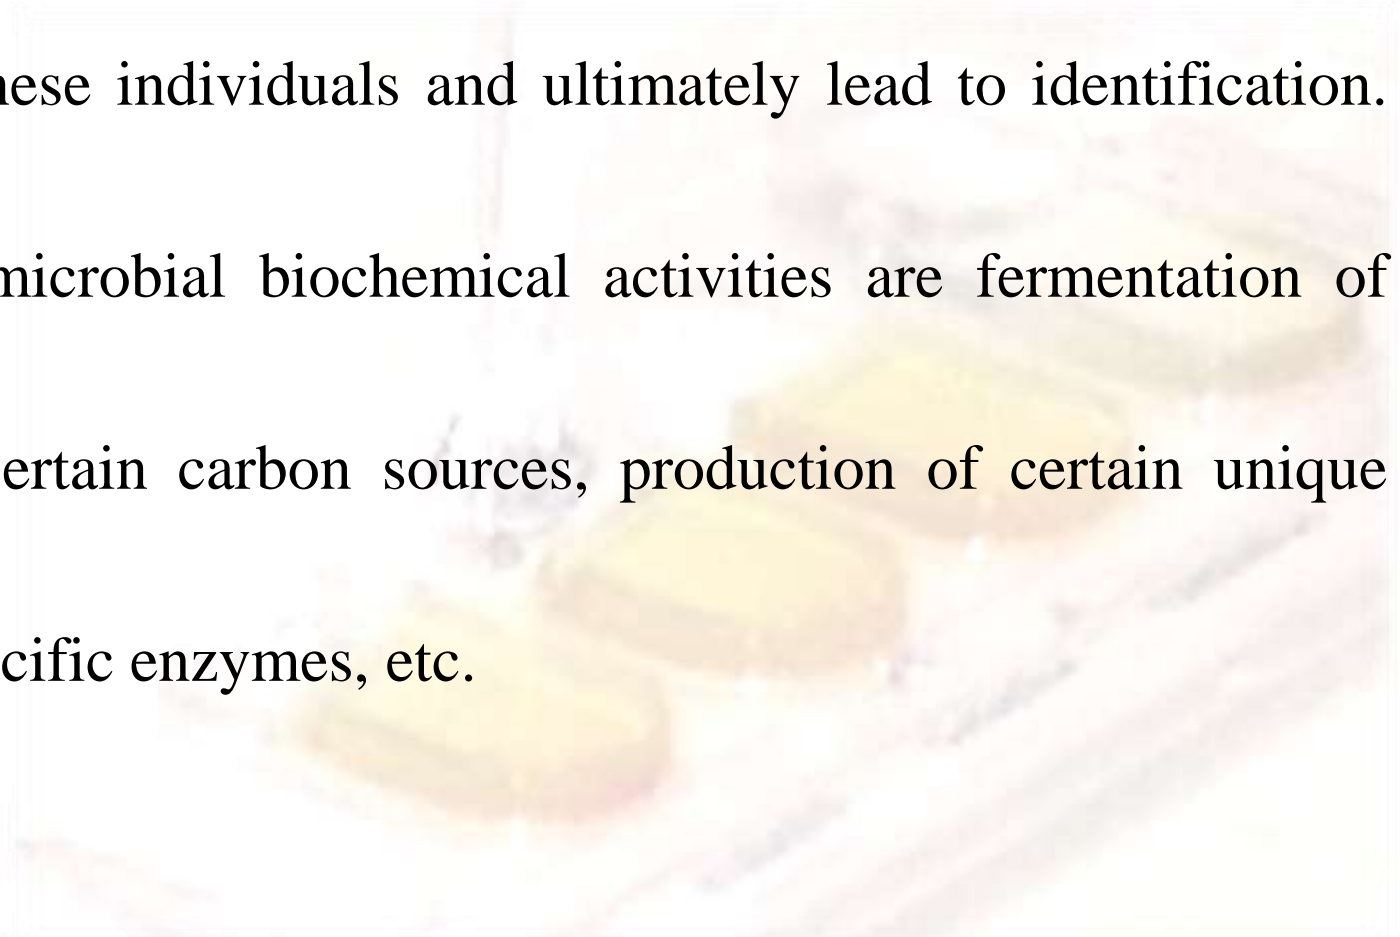 hese individuals and ultimately lead to identification.
microbial biochemical activities are fermentation of
ertain carbon sources, production of certain unique
cific enzymes, etc.